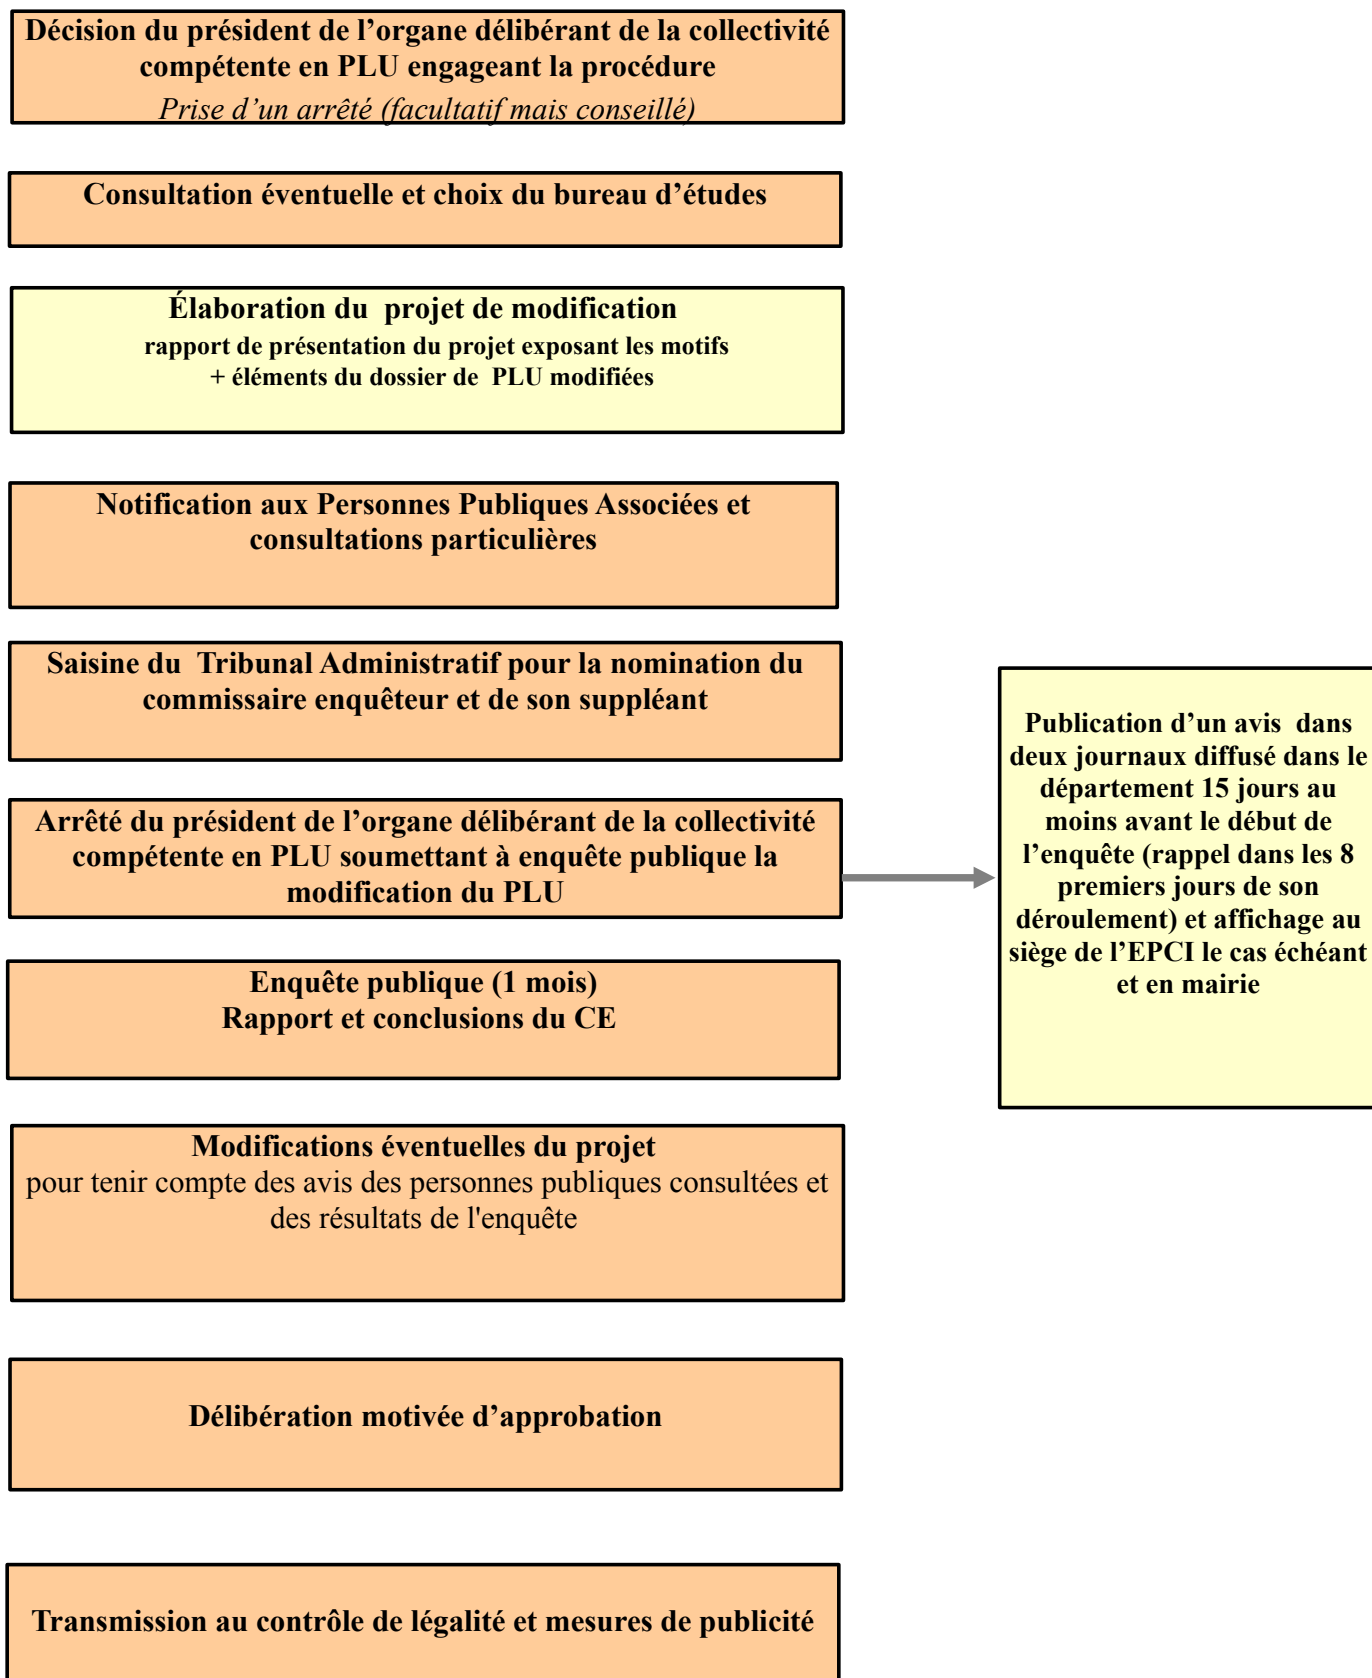 Décision du président de l’organe délibérant de la collectivité
compétente en PLU engageant la procédure
Prise d’un arrêté (facultatif mais conseillé)
Consultation éventuelle et choix du bureau d’études
Élaboration du projet de modification
rapport de présentation du projet exposant les motifs
+ éléments du dossier de PLU modifiées
Notification aux Personnes Publiques Associées et
consultations particulières
Saisine du Tribunal Administratif pour la nomination du
commissaire enquêteur et de son suppléant
Arrêté du président de l’organe délibérant de la collectivité
compétente en PLU soumettant à enquête publique la
modification du PLU
Publication d’un avis dans
deux journaux diffusé dans le
département 15 jours au
moins avant le début de
l’enquête (rappel dans les 8
premiers jours de son
déroulement) et affichage au
siège de l’EPCI le cas échéant
et en mairie
Enquête publique (1 mois)
Rapport et conclusions du CE
Modifications éventuelles du projet
pour tenir compte des avis des personnes publiques consultées et
des résultats de l'enquête
Délibération motivée d’approbation
Transmission au contrôle de légalité et mesures de publicité